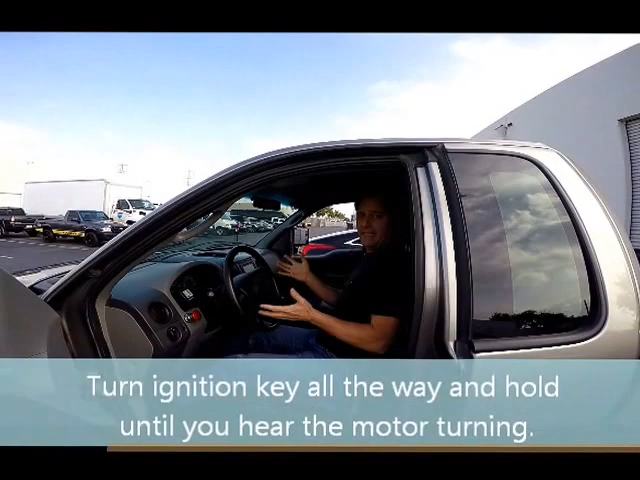 Turn ignition key all the way and hold
until you hear the motor turning.